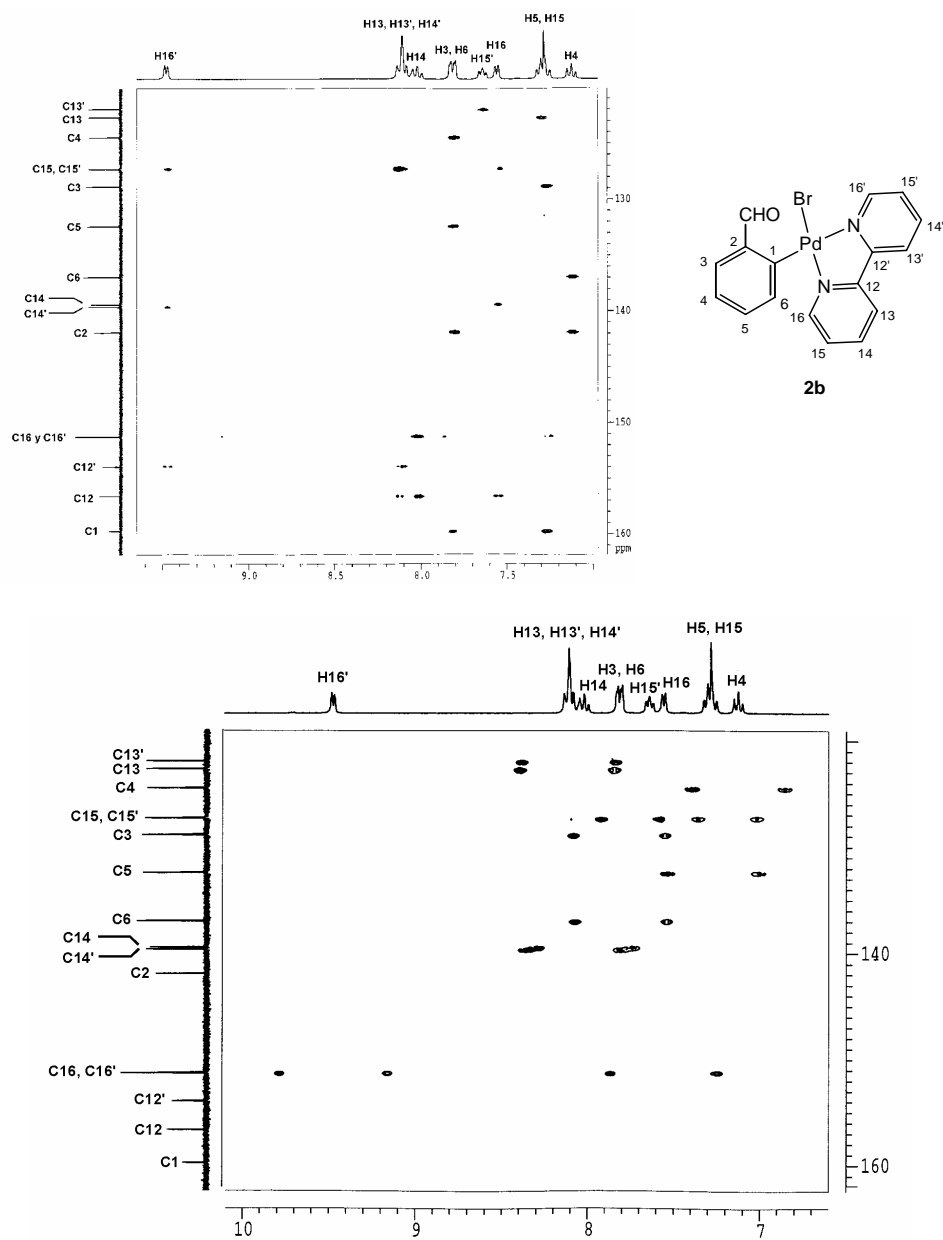 H13, H13', H14'
H5, H15
H16'
H14
H3, H6
H15'
H16
H4
C13'
C13
C4
C15, C15'
C3
C5
C6
C14
C14'
C2
C16 y C16'
C12'
C12
C1
130
140
150
160
ppm
9.0
8.5
8.0
7.5
Br
CHO
Pd
N
N
1
2
3
4
5
6
16'
15'
14'
13'
12'
12
13
14
15
16
2b
H13, H13', H14'
H5, H15
H16'
H3, H6
H14
H15'
H16
H4
C13'
C13
C4
C15, C15'
C3
C5
C6
C14
C14'
C2
C16, C16'
C12'
C12
C1
140
160
10
9
8
7